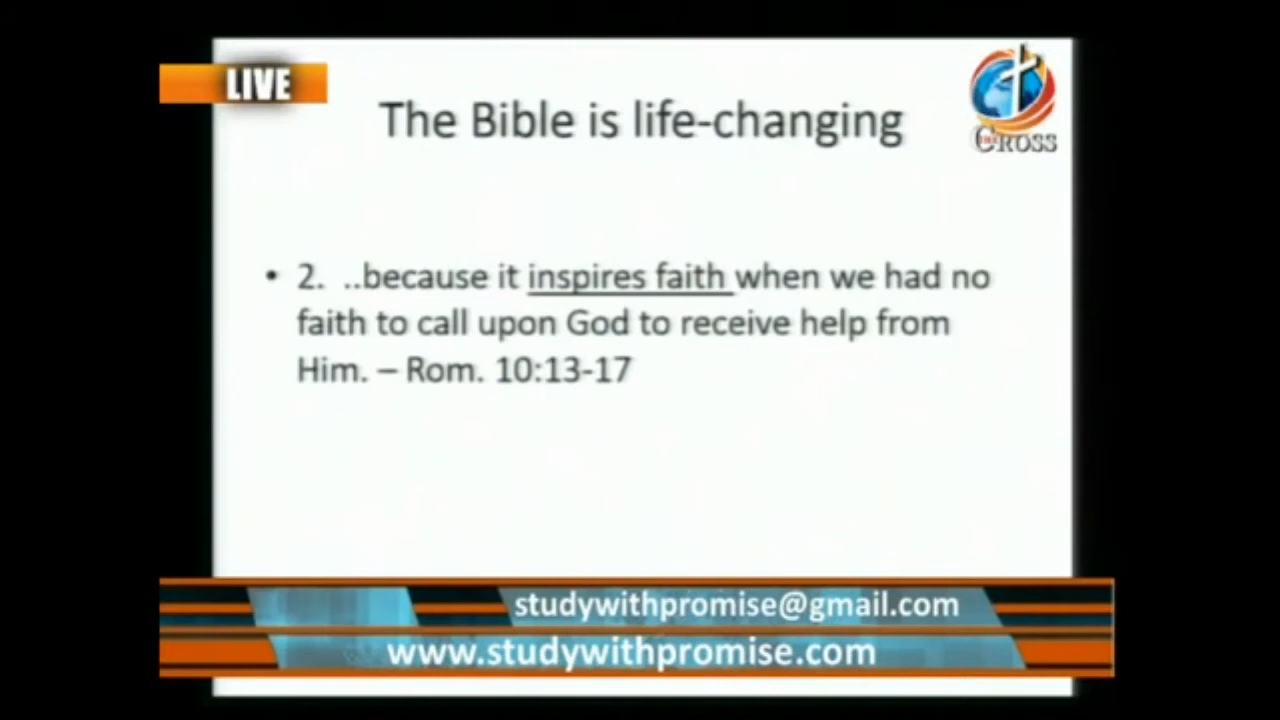 LIVE
The Bible is life-changing
THE CROSS
• 2. ..because it inspires faith when we had no
faith to call upon God to receive help from
Him. – Rom. 10:13-17
studywithpromise@gmail.com
www.studywithpromise.com